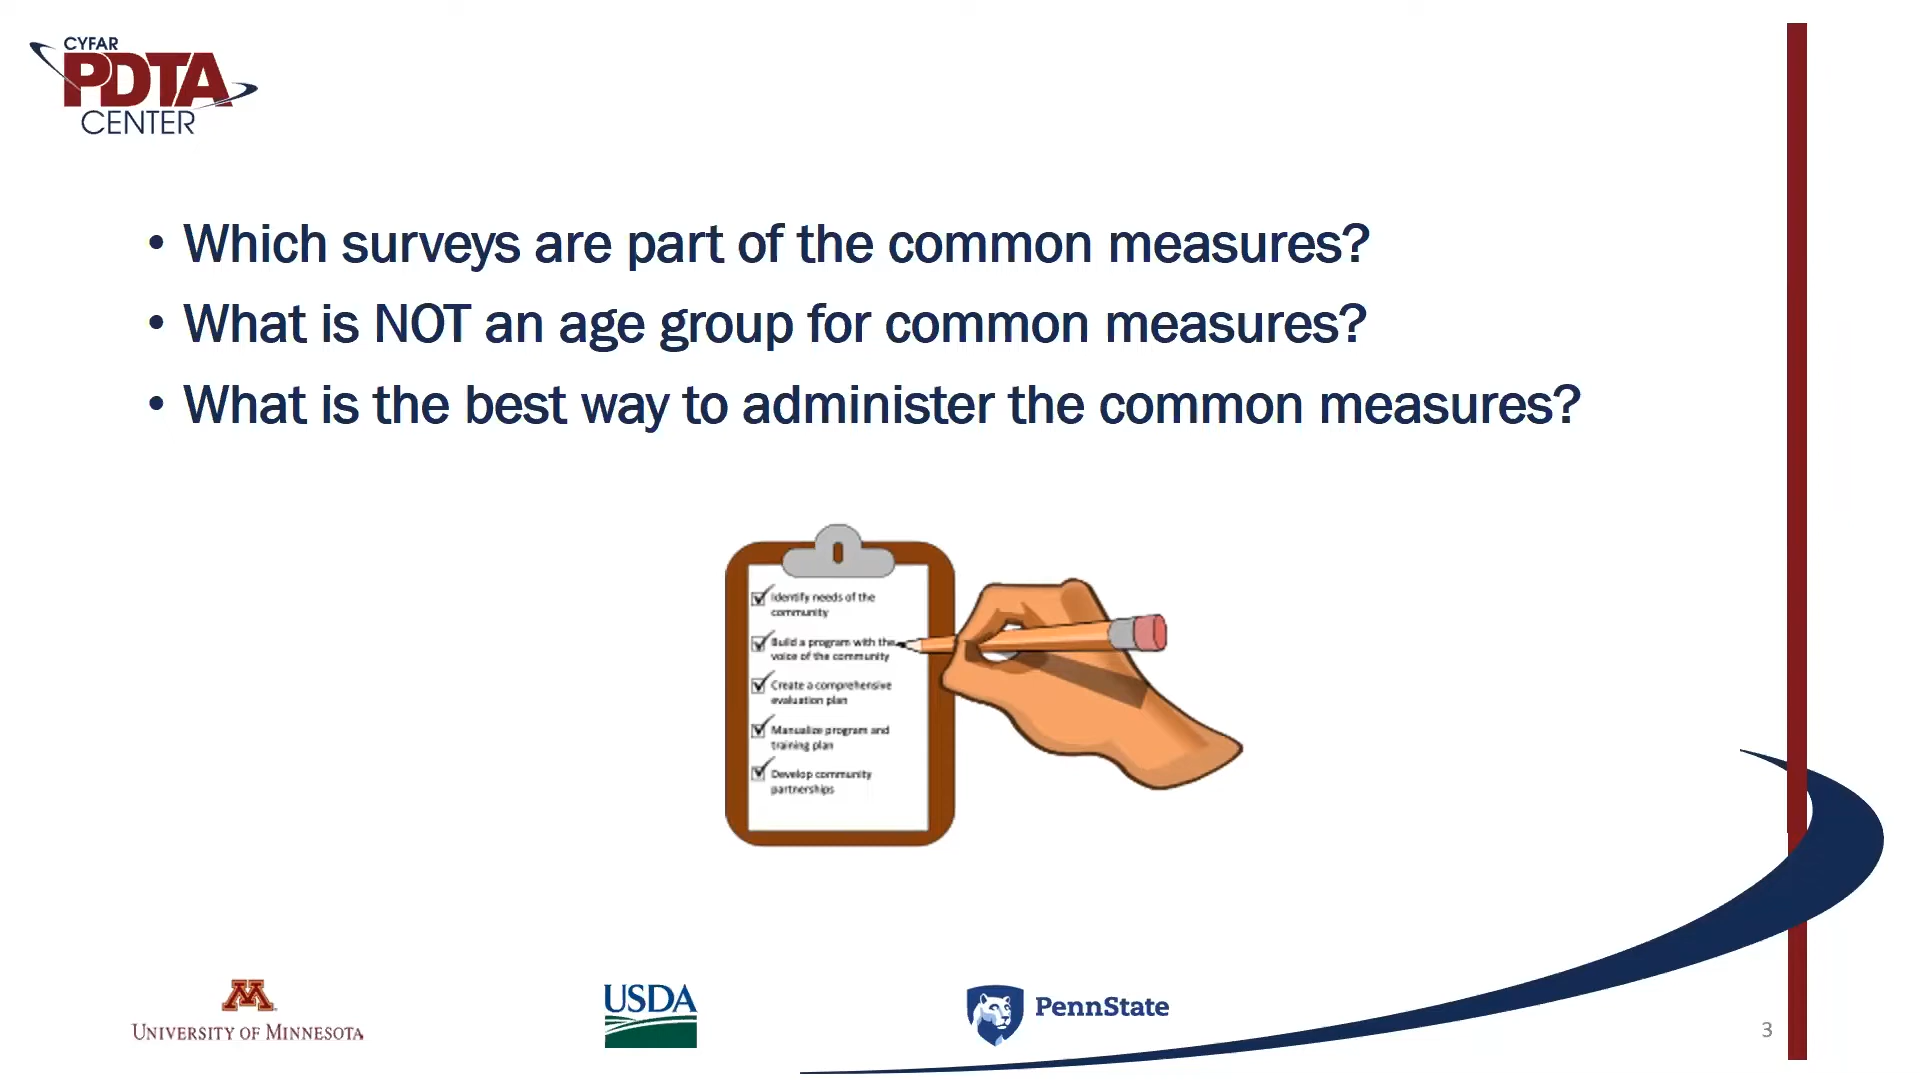 CYFAR
PDTA
CENTER
• Which surveys are part of the common measures?
• What is NOT an age group for common measures?
• What is the best way to administer the common measures?
Identify needs of the
community
Build a program with the
voice of the community
Create a comprehensive
evaluation plan
Manualize program and
training plan
Develop community
partnerships
M
UNIVERSITY OF MINNESOTA
USDA
PennState
3